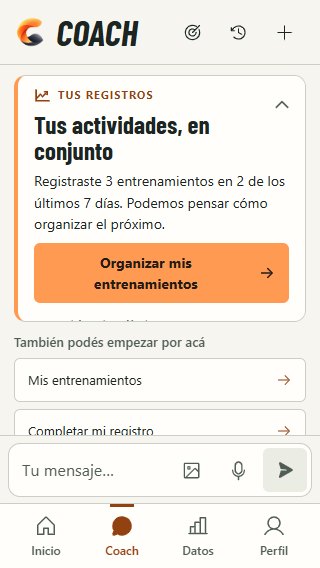 COACH
TUS REGISTROS
Tus actividades, en
conjunto
Registraste 3 entrenamientos en 2 de los
últimos 7 días. Podemos pensar cómo
organizar el próximo.
Organizar mis
entrenamientos
También podés empezar por acá
Mis entrenamientos
Completar mi registro
Tu mensaje...
Inicio
Coach
Datos
Perfil